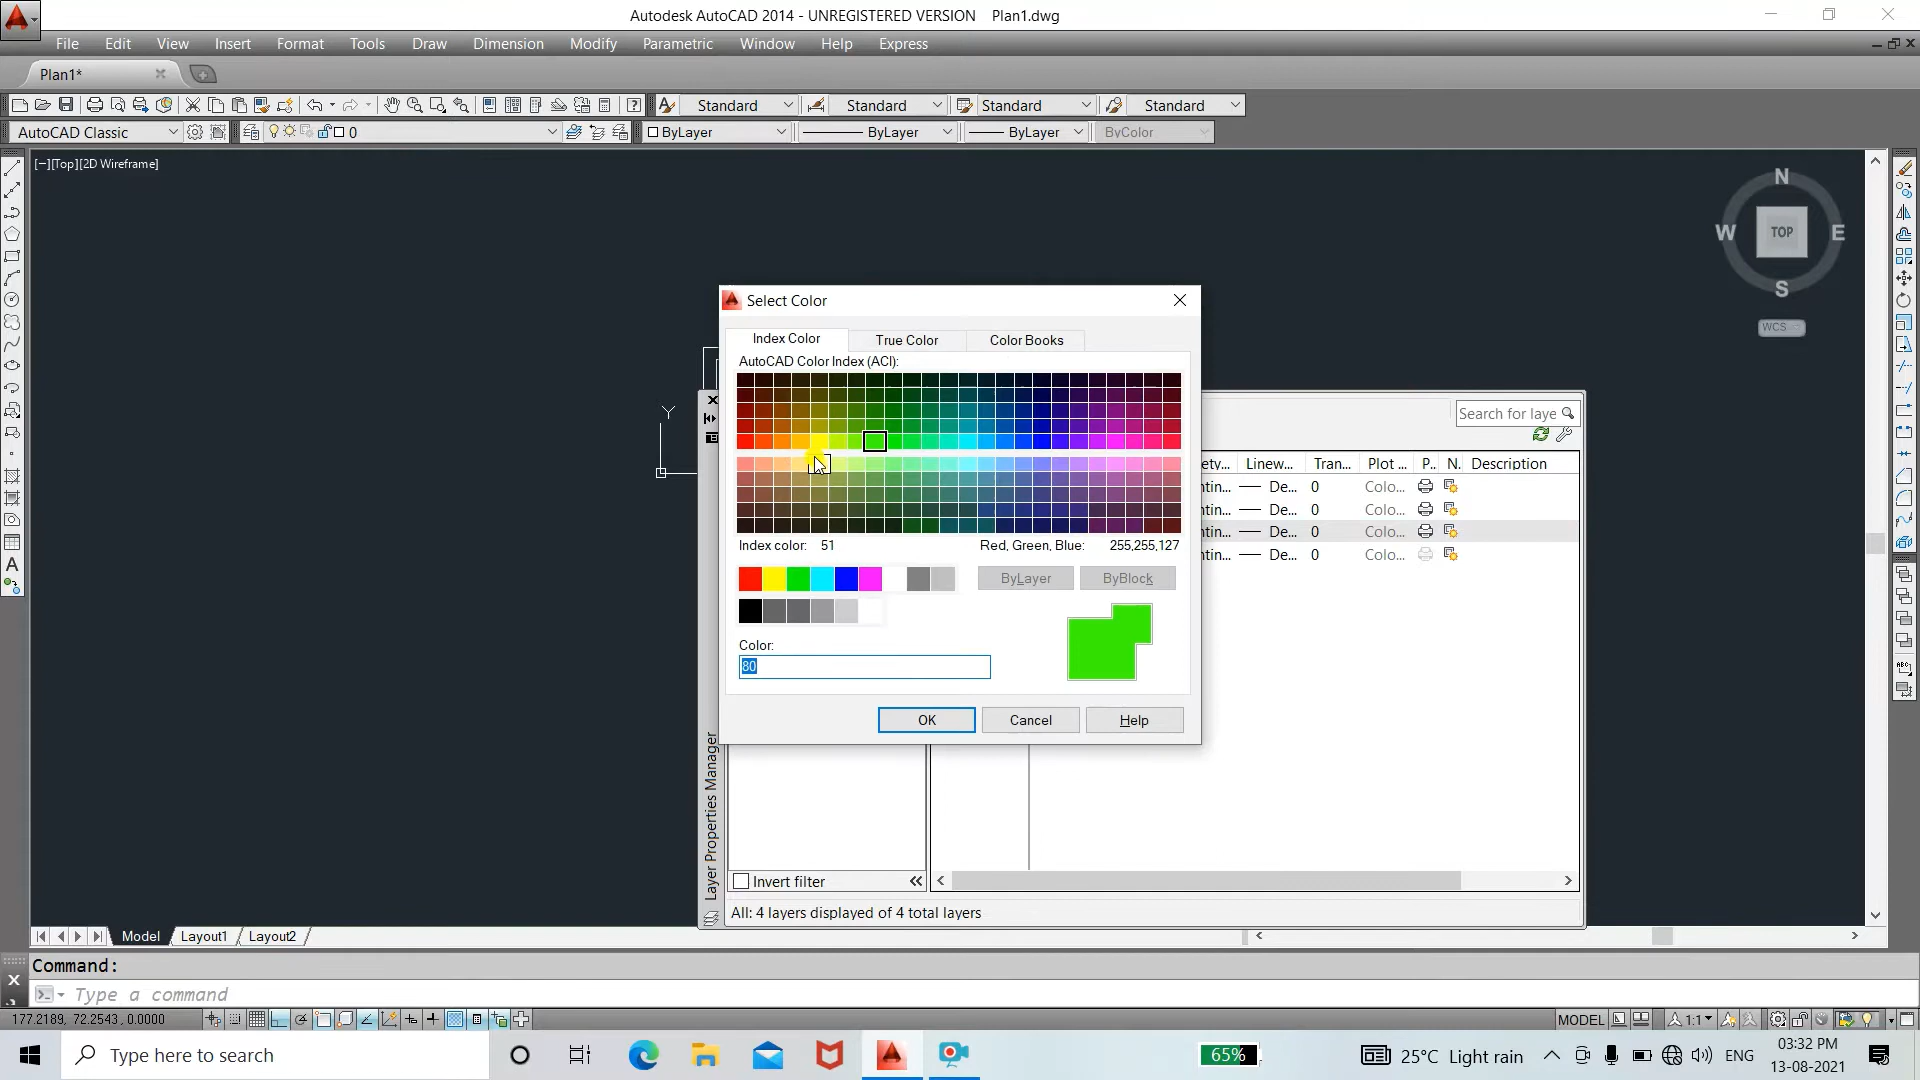 Autodesk AutoCAD 2014 - UNREGISTERED VERSION    Plan1.dwg
File Edit View Insert Format Tools Draw Dimension Modify Parametric Window Help Express
Plan1*
Standard Standard Standard Standard
AutoCAD Classic 0 ByLayer ByLayer ByLayer ByColor
[−][Top][2D Wireframe]
N
W TOP E
S
WCS
Select Color
Index Color True Color Color Books
AutoCAD Color Index (ACI):
Y
Search for laye
...ety... Linew... Tran... Plot ... P.. N. Description
...ntin... De... 0 Colo...
...ntin... De... 0 Colo...
...ntin... De... 0 Colo...
...ntin... De... 0 Colo...
Index color: 51 Red, Green, Blue: 255,255,127
ByLayer ByBlock
Color:
80
OK Cancel Help
Layer Properties Manager
Invert filter
All: 4 layers displayed of 4 total layers
Model Layout1 Layout2
Command:
Type a command
177.2189, 72.2543, 0.0000 MODEL 1:1
Type here to search 65% 25°C Light rain ENG 03:32 PM
13-08-2021